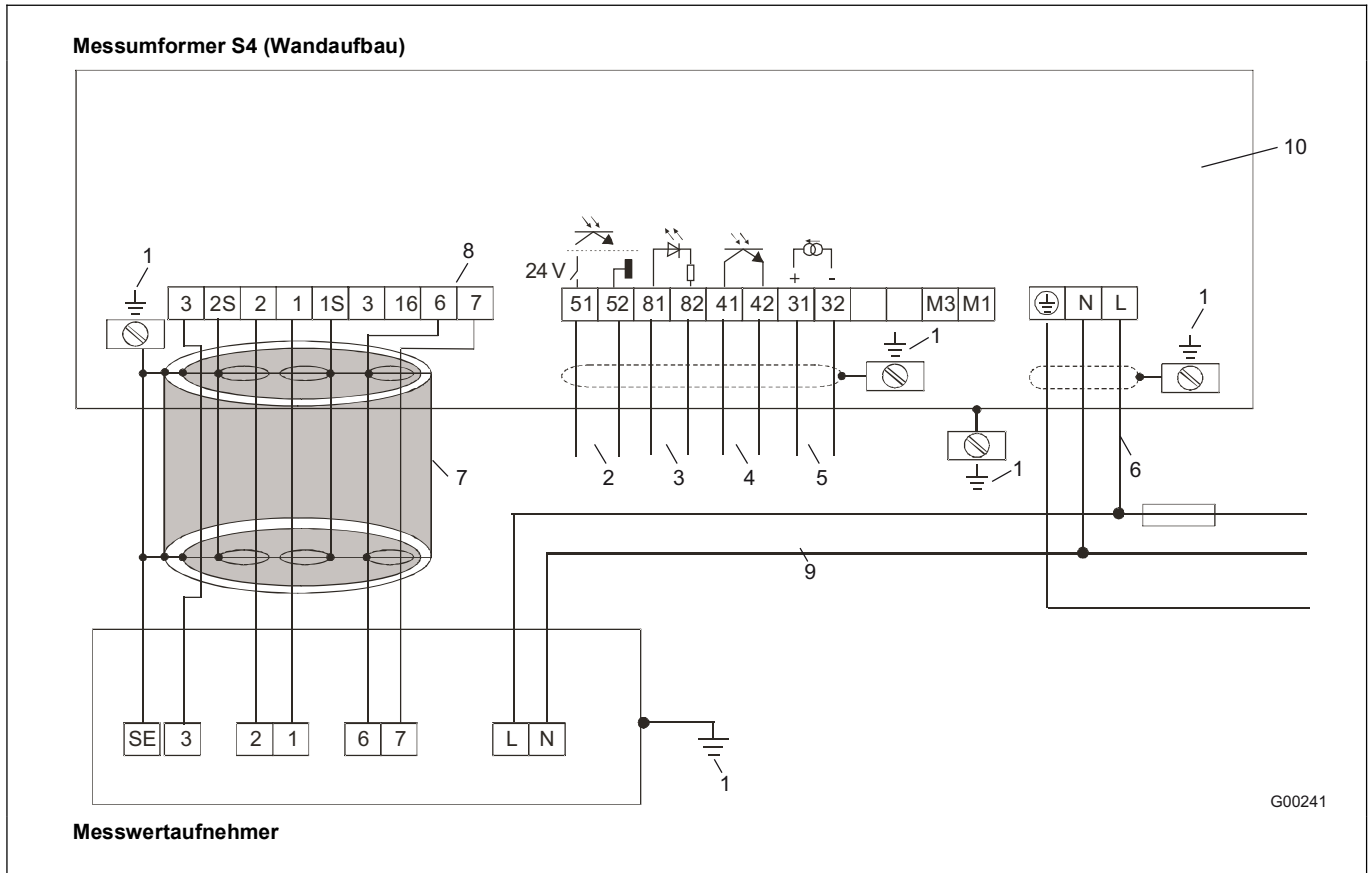 Messumformer S4 (Wandaufbau)
10
1 8
24 V + -
3 2S 2 1 1S 3 16 6 7
51 52 81 82 41 42 31 32 M3 M1
N L
1
1
2 3 4 5
1
6
7
9
SE 3 2 1 6 7 L N
1
G00241
Messwertaufnehmer